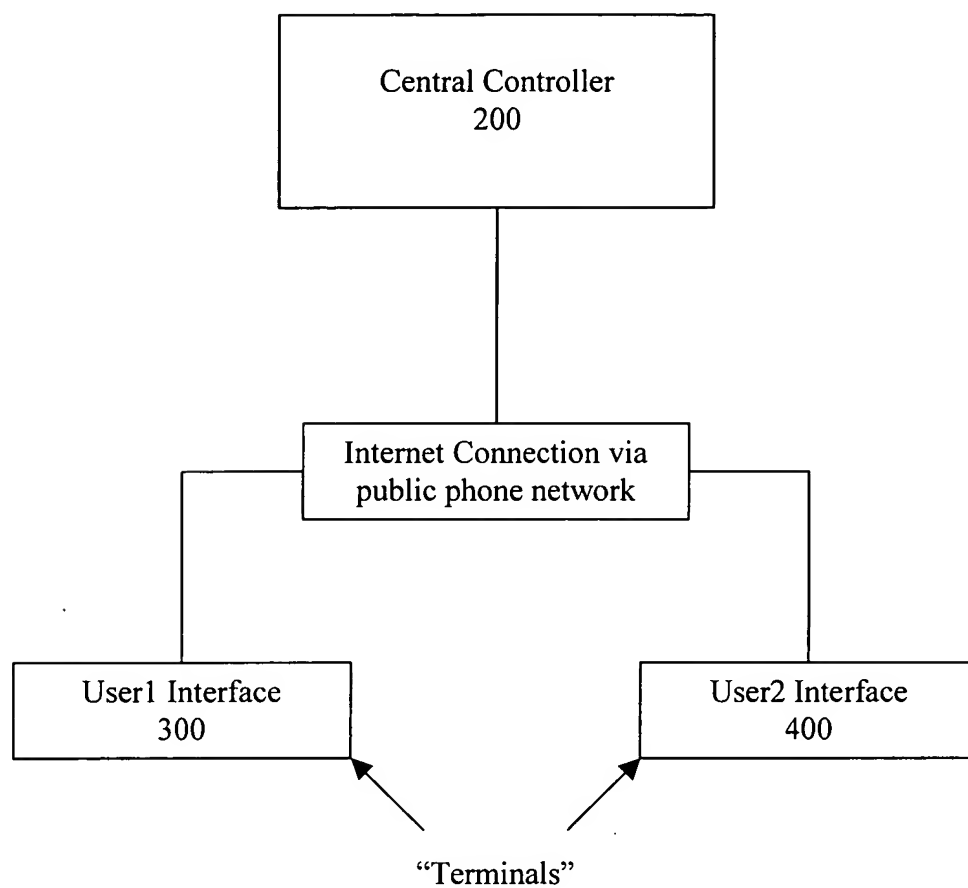 Central Controller
200
Internet Connection via
public phone network
User1 Interface
300
User2 Interface
400
“Terminals”